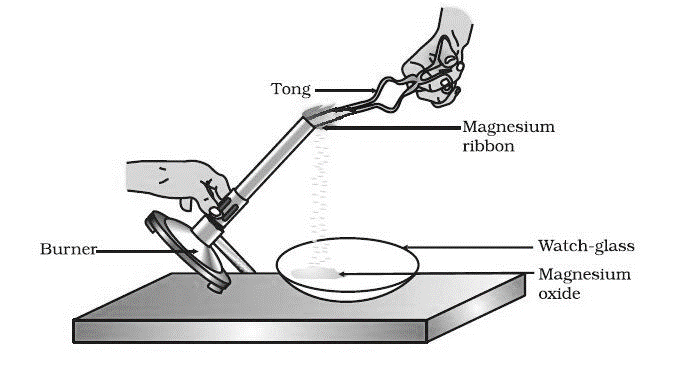 Tong
Magnesium
ribbon
Burner
Watch-glass
Magnesium
oxide